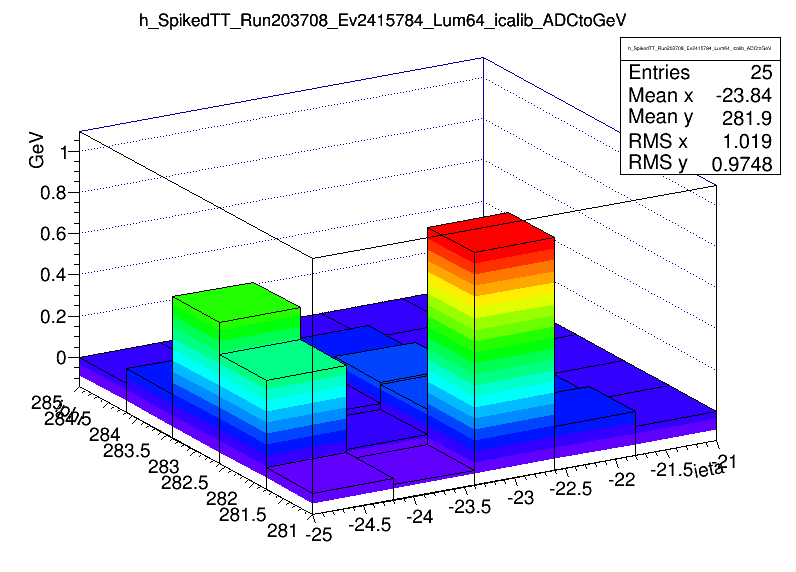 h_SpikedTT_Run203708_Ev2415784_Lum64_icalib_ADCtoGeV
h_SpikedTT_Run203708_Ev2415784_Lum64_icalib_ADCtoGeV
Entries 25
Mean x -23.84
Mean y 281.9
RMS x 1.019
RMS y 0.9748
GeV
1
0.8
0.6
0.4
0.2
0
285
284.5
284
283.5
283
282.5
282
281.5
281
-25
-24.5
-24
-23.5
-23
-22.5
-22
-21.5
ieta
-21